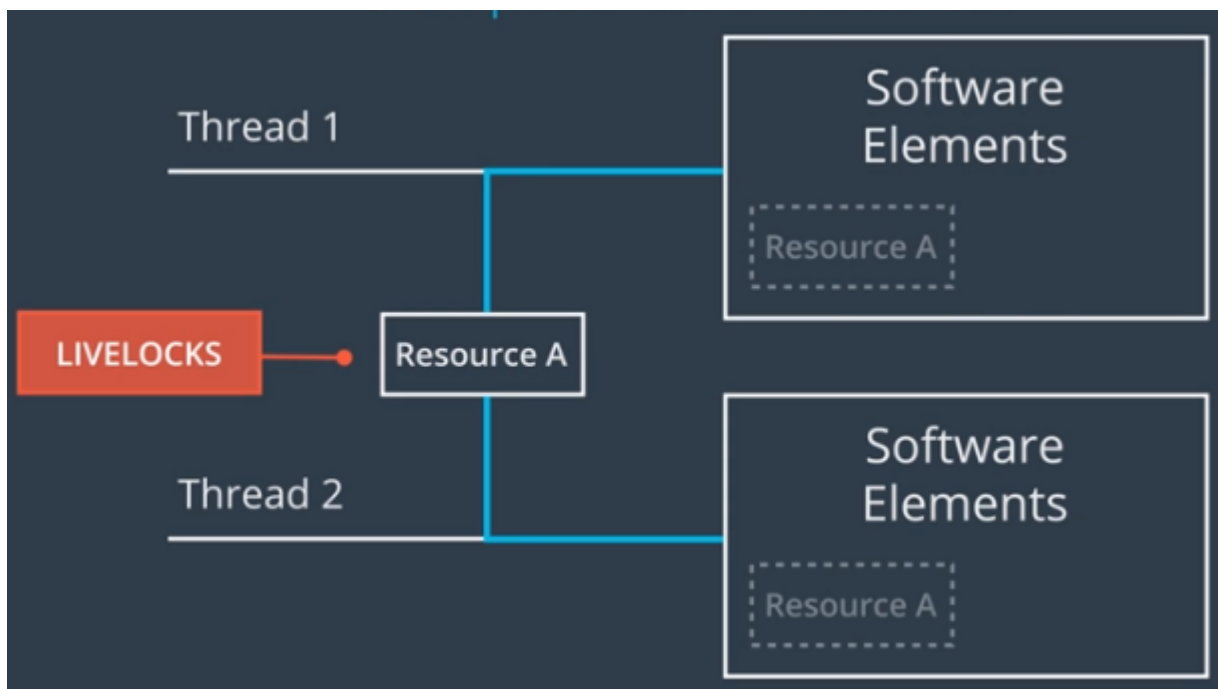 Thread 1
Software
Elements
Resource A
LIVELOCKS
Resource A
Thread 2
Software
Elements
Resource A